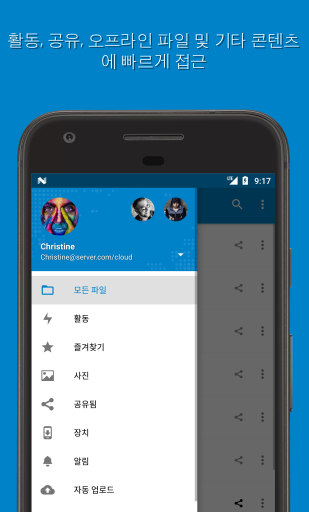 활동, 공유, 오프라인 파일 및 기타 콘텐츠
에 빠르게 접근
LTE 9:17
Christine
Christine@server.com/cloud
모든 파일
활동
즐겨찾기
사진
공유됨
장치
알림
자동 업로드